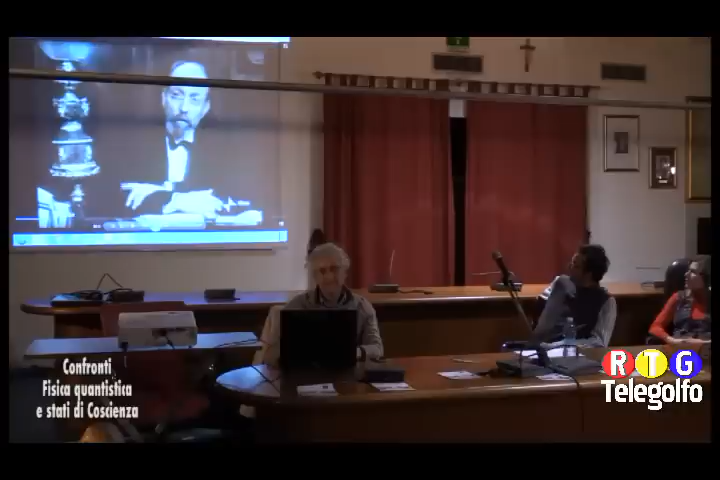 Confronti
Fisica quantistica
e stati di Coscienza
RTG
Telegolfo